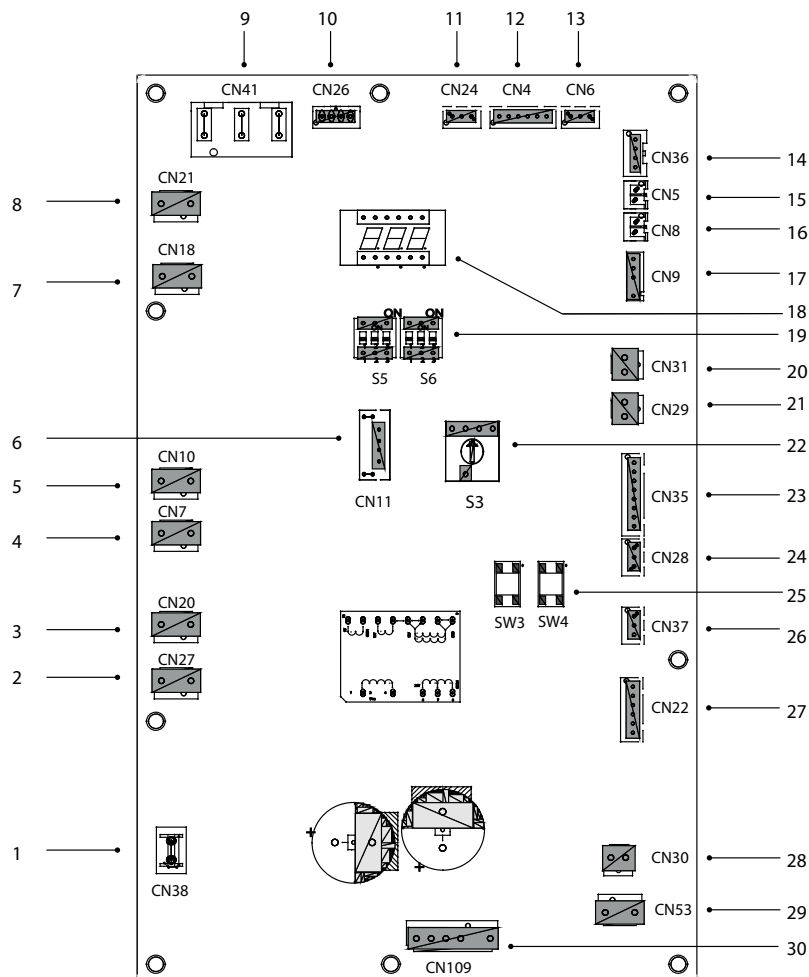 9 10 11 12 13
CN41 CN26 CN24 CN4 CN6
CN36 14
CN21 CN5 15
8 CN8 16
CN18 CN9 17
7 18
ON ON 19
CN31 20
S5 S6
CN29 21
6 22
CN10 CN11 S3
5 CN35 23
CN7
4 CN28 24
25
CN20 SW3 SW4
3 CN37 26
CN27
2 CN22 27
1 CN30 28
CN38 CN53 29
30
CN109